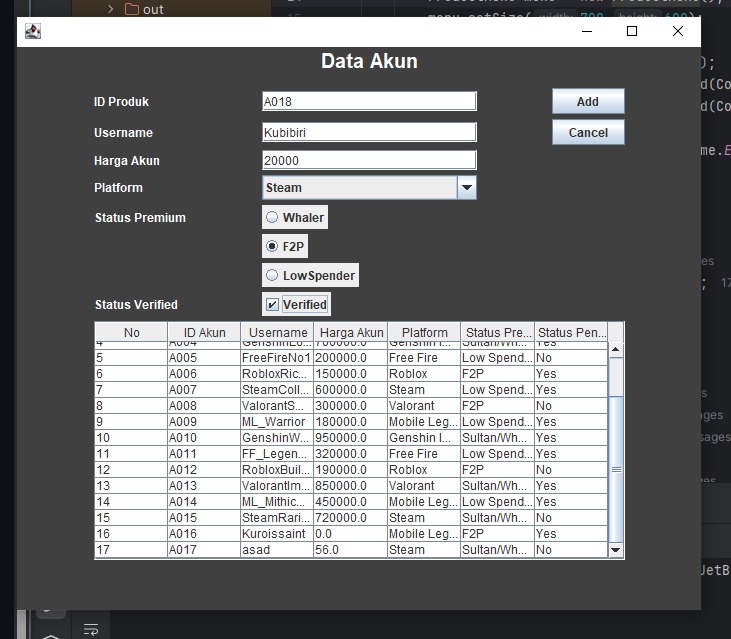 out
Data Akun
ID Produk A018 Add
Username Kubibiri Cancel
Harga Akun 20000
Platform Steam
Status Premium Whaler
F2P
LowSpender
Status Verified Verified
No ID Akun Username Harga Akun Platform Status Pre... Status Pen...
5 A005 FreeFireNo1 200000.0 Free Fire Low Spend... No
6 A006 RobloxRic... 150000.0 Roblox F2P Yes
7 A007 SteamColl... 600000.0 Steam Low Spend... Yes
8 A008 ValorantS... 300000.0 Valorant F2P No
9 A009 ML_Warrior 180000.0 Mobile Leg... Low Spend... Yes
10 A010 GenshinW... 950000.0 Genshin I... Sultan/Wh... Yes
11 A011 FF_Legen... 320000.0 Free Fire Low Spend... Yes
12 A012 RobloxBuil... 190000.0 Roblox F2P No
13 A013 ValorantIm... 850000.0 Valorant Sultan/Wh... Yes
14 A014 ML_Mithic... 450000.0 Mobile Leg... Low Spend... Yes
15 A015 SteamRari... 720000.0 Steam Sultan/Wh... No
16 A016 Kuroissaint 0.0 Mobile Leg... F2P Yes
17 A017 asad 56.0 Steam Sultan/Wh... No